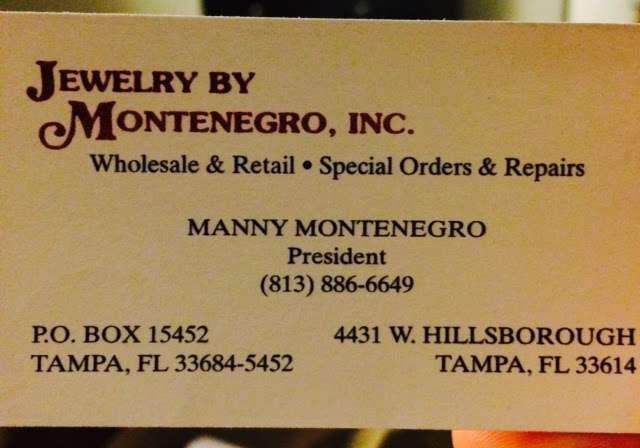 JEWELRY BY
MONTENEGRO, INC.
Wholesale & Retail • Special Orders & Repairs
MANNY MONTENEGRO
President
(813) 886-6649
P.O. BOX 15452
TAMPA, FL 33684-5452
4431 W. HILLSBOROUGH
TAMPA, FL 33614